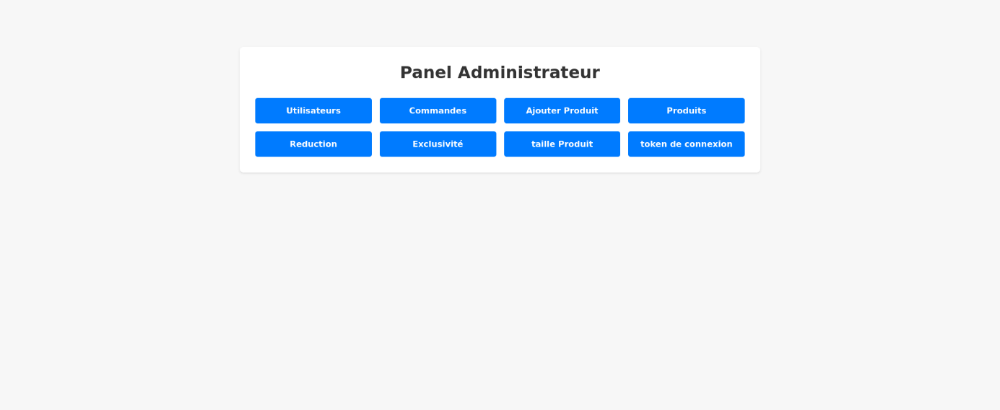 Panel Administrateur
Utilisateurs
Commandes
Ajouter Produit
Produits
Reduction
Exclusivité
taille Produit
token de connexion